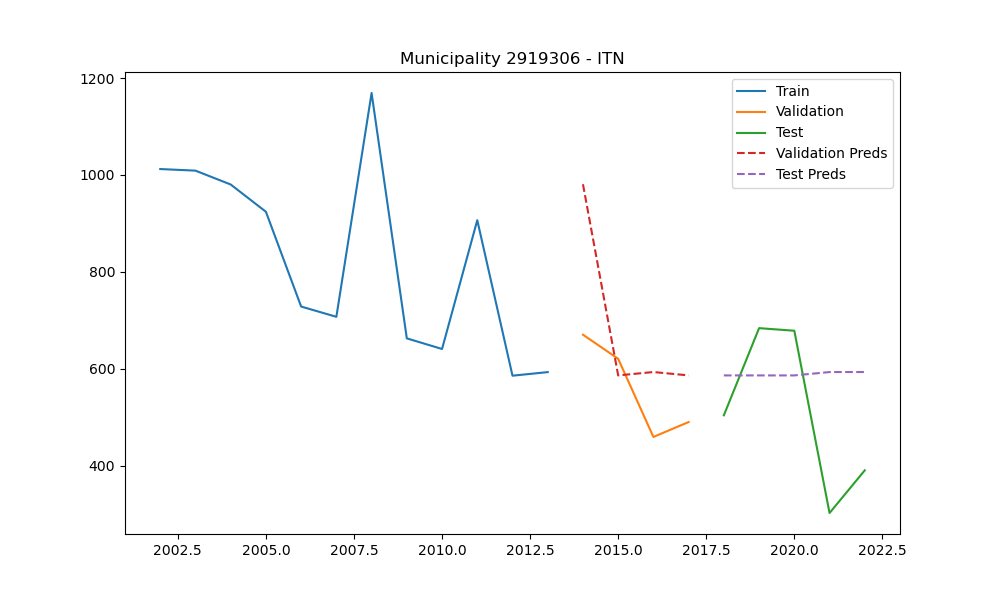 Municipality 2919306 - ITN
1200
1000
800
600
400
Train
Validation
Test
Validation Preds
Test Preds
2002.5 2005.0 2007.5 2010.0 2012.5 2015.0 2017.5 2020.0 2022.5